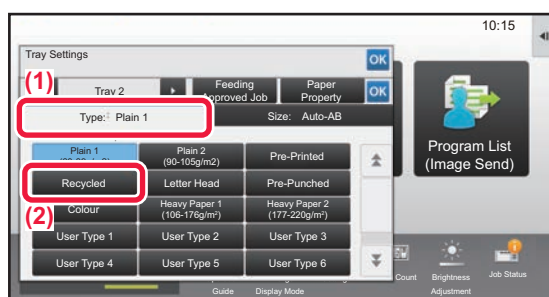 10:15
Tray Settings
OK
(1)
Tray 2
Feeding
Approved Job
Paper
Property
OK
Type: Plain 1
Size: Auto-AB
Plain 1
Plain 2
(90-105g/m2)
Pre-Printed
Recycled
Letter Head
Pre-Punched
(2)
Colour
Heavy Paper 1
(106-176g/m²)
Heavy Paper 2
(177-220g/m²)
User Type 1
User Type 2
User Type 3
User Type 4
User Type 5
User Type 6
Program List
(Image Send)
Guide
Display Mode
Count
Brightness
Adjustment
Job Status